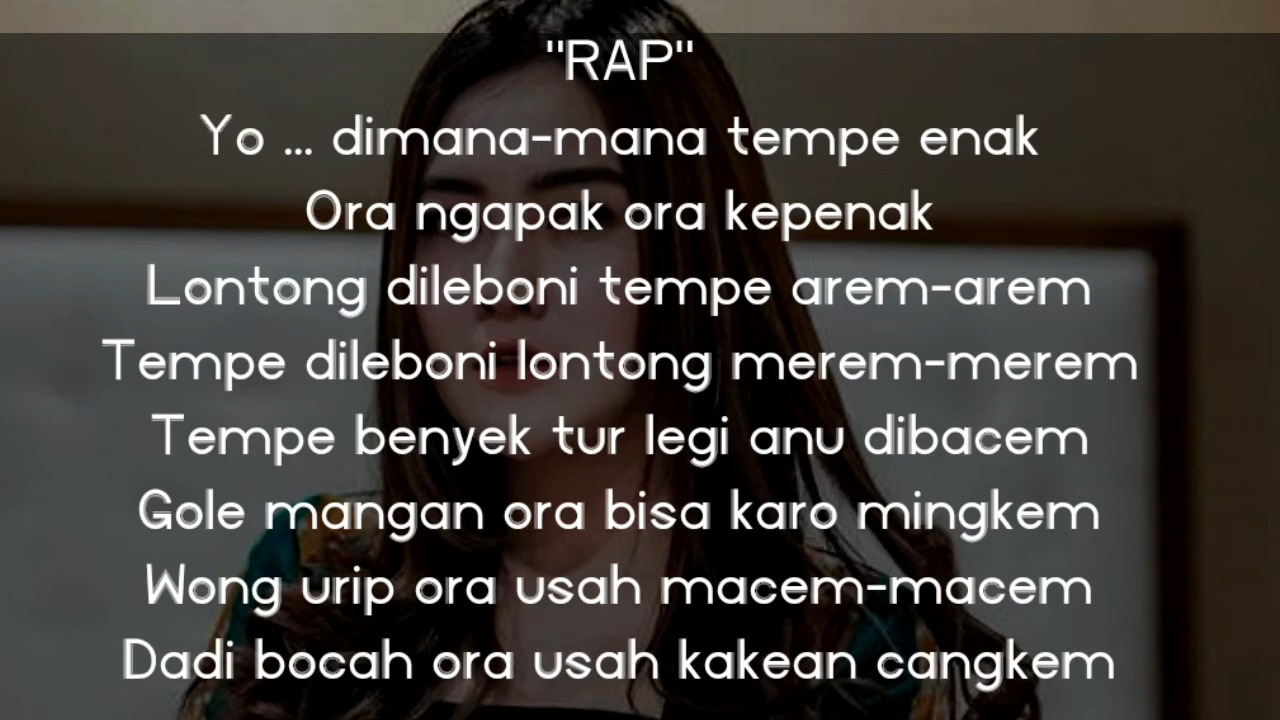 "RAP"
Yo ... dimana-mana tempe enak
Ora ngapak ora kepenak
Lontong dileboni tempe arem-arem
Tempe dileboni lontong merem-merem
Tempe benyek tur legi anu dibacem
Gole mangan ora bisa karo mingkem
Wong urip ora usah macem-macem
Dadi bocah ora usah kakean cangkem